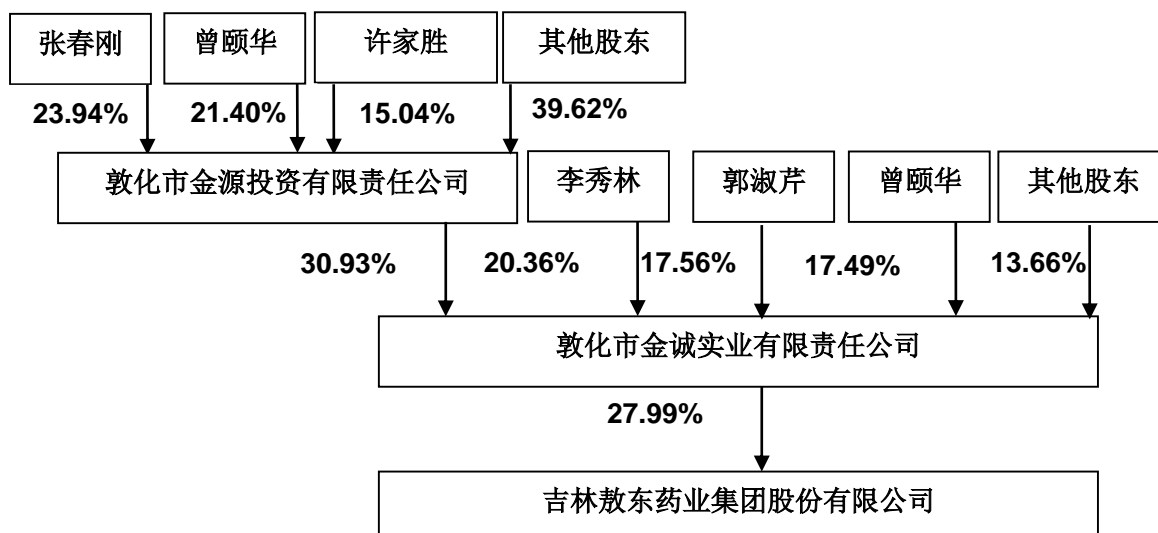 张春刚
曾颐华
许家胜
其他股东
23.94%
21.40%
15.04%
39.62%
敦化市金源投资有限责任公司
李秀林
郭淑芹
曾颐华
其他股东
30.93%
20.36%
17.56%
17.49%
13.66%
敦化市金诚实业有限责任公司
27.99%
吉林敖东药业集团股份有限公司